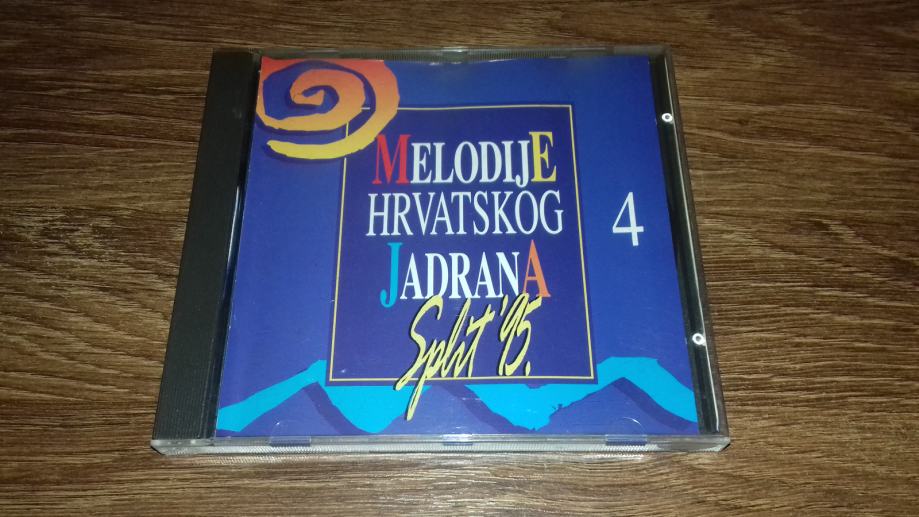 MELODIJE
HRVATSKOG
JADRANA
Split '95.
4